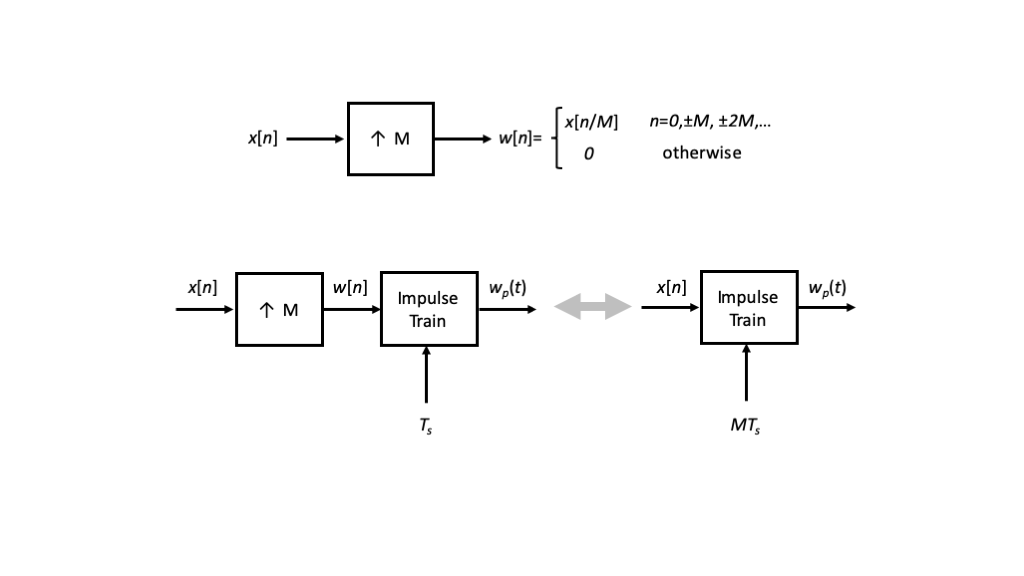 x[n] ↑ M w[n]= x[n/M] n=0,±M, ±2M,...
0 otherwise
x[n] ↑ M w[n] Impulse Train wp(t)
Ts
x[n] Impulse Train wp(t)
MTs